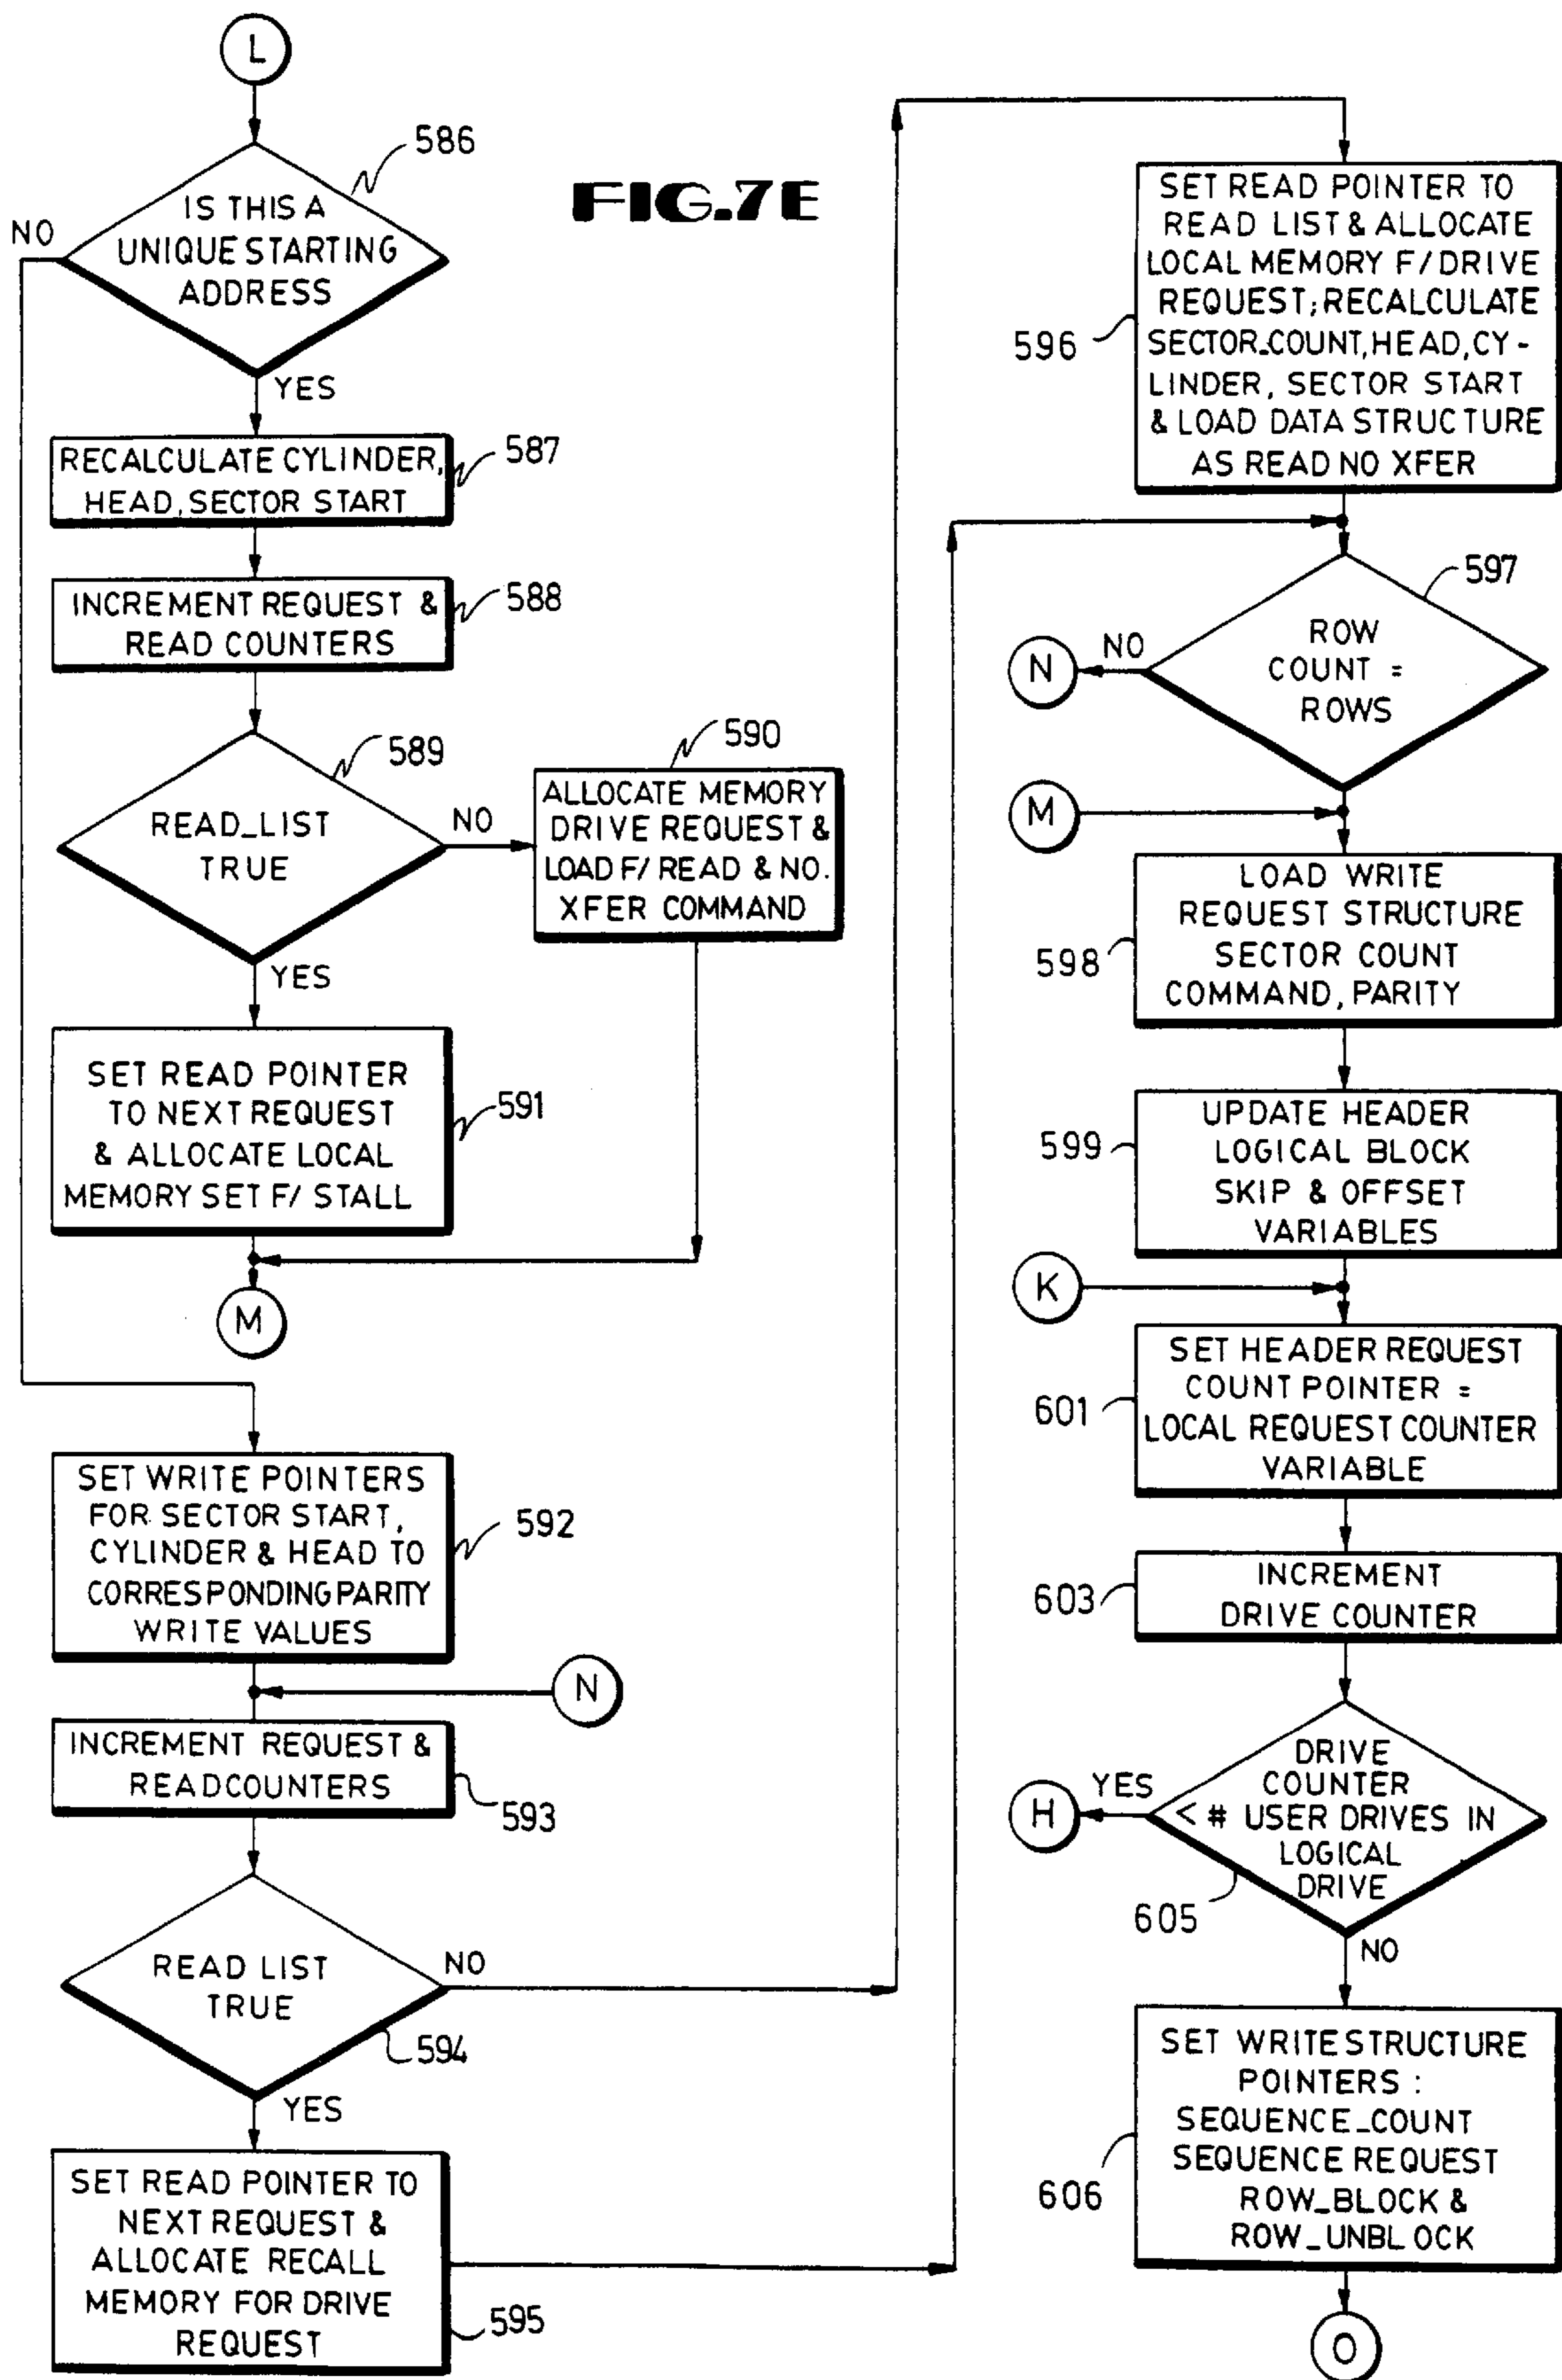 L
586
FIG.7E
IS THIS A
UNIQUE STARTING
ADDRESS
NO
YES
RECALCULATE CYLINDER,
HEAD, SECTOR START
587
INCREMENT REQUEST &
READ COUNTERS
588
READ_LIST
TRUE
589
NO
YES
ALLOCATE MEMORY
DRIVE REQUEST &
LOAD F/ READ & NO.
XFER COMMAND
590
SET READ POINTER
TO NEXT REQUEST
& ALLOCATE LOCAL
MEMORY SET F/ STALL
591
M
SET WRITE POINTERS
FOR SECTOR START,
CYLINDER & HEAD TO
CORRESPONDING PARITY
WRITE VALUES
592
N
INCREMENT REQUEST &
READ COUNTERS
593
READ LIST
TRUE
NO
594
YES
SET READ POINTER TO
NEXT REQUEST &
ALLOCATE RECALL
MEMORY FOR DRIVE
REQUEST
595
SET READ POINTER TO
READ LIST & ALLOCATE
LOCAL MEMORY F/DRIVE
REQUEST; RECALCULATE
SECTOR_COUNT, HEAD, CY-
LINDER, SECTOR START
& LOAD DATA STRUCTURE
AS READ NO XFER
596
597
ROW
COUNT =
ROWS
NO
N
M
LOAD WRITE
REQUEST STRUCTURE
SECTOR COUNT
COMMAND, PARITY
598
UPDATE HEADER
LOGICAL BLOCK
SKIP & OFFSET
VARIABLES
599
K
SET HEADER REQUEST
COUNT POINTER =
LOCAL REQUEST COUNTER
VARIABLE
601
INCREMENT
DRIVE COUNTER
603
DRIVE
COUNTER
< # USER DRIVES IN
LOGICAL
DRIVE
YES
H
605
NO
SET WRITE STRUCTURE
POINTERS :
SEQUENCE_COUNT
SEQUENCE REQUEST
ROW_BLOCK &
ROW_UNBLOCK
606
O